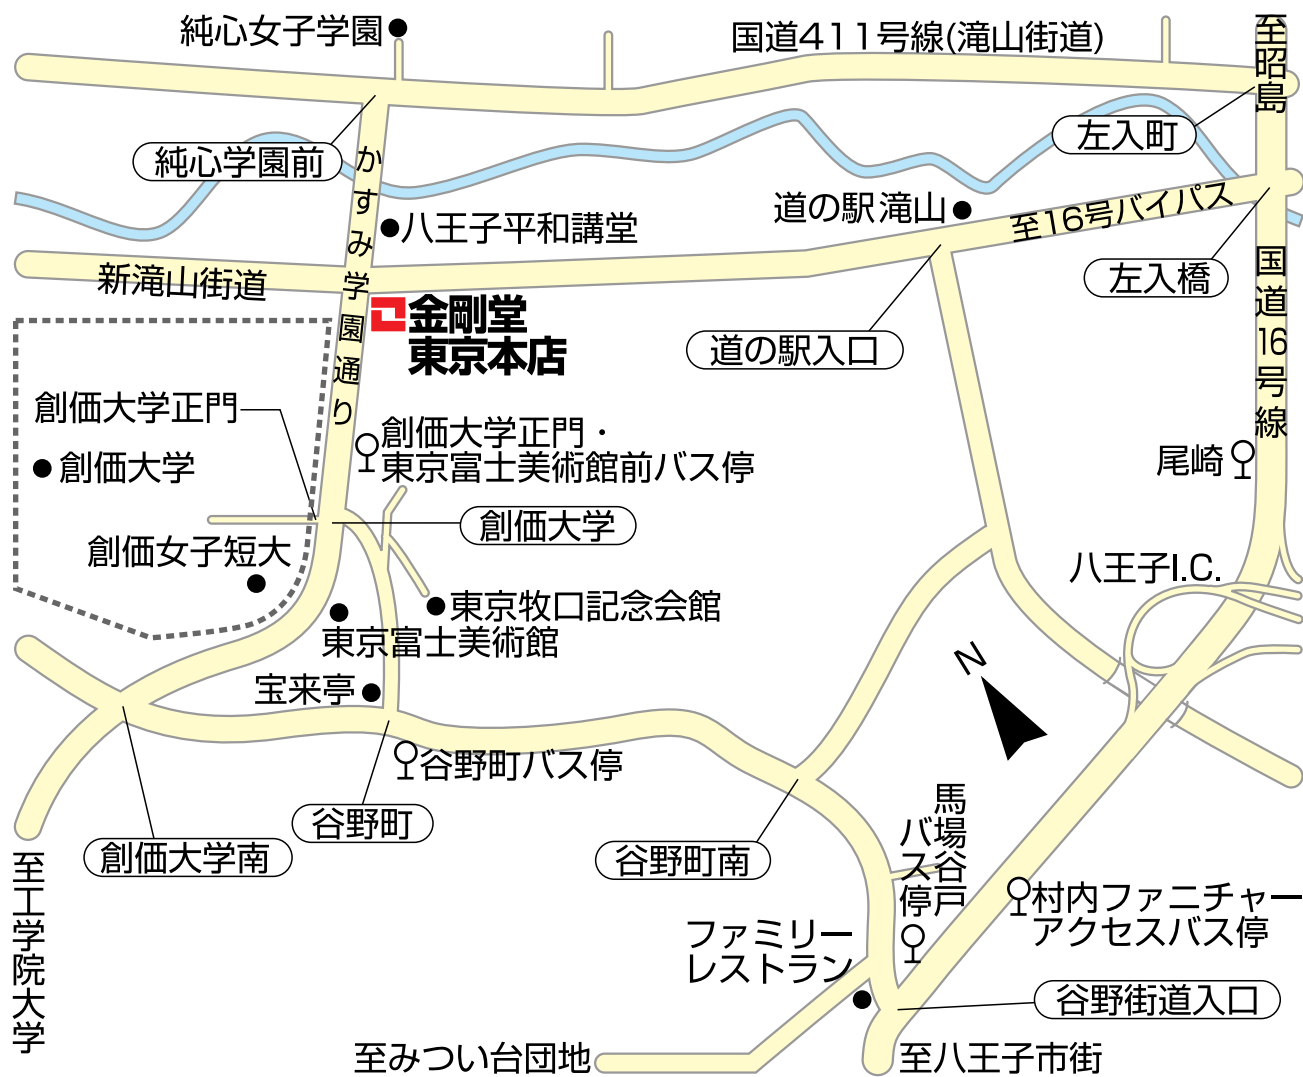 純心女子学園
国道411号線(滝山街道)
至昭島
純心学園前
左入町
かすみ学園通り
道の駅滝山
至16号バイパス
八王子平和講堂
新滝山街道
左入橋
国道16号線
金剛堂
東京本店
道の駅入口
創価大学正門
創価大学正門・
東京富士美術館前バス停
創価大学
尾崎
創価大学
創価女子短大
八王子I.C.
東京牧口記念会館
東京富士美術館
N
宝来亭
谷野町バス停
谷野町
馬場谷戸
バス停
創価大学南
谷野町南
至工学院大学
村内ファニチャー
アクセスバス停
ファミリー
レストラン
谷野街道入口
至みつい台団地
至八王子市街